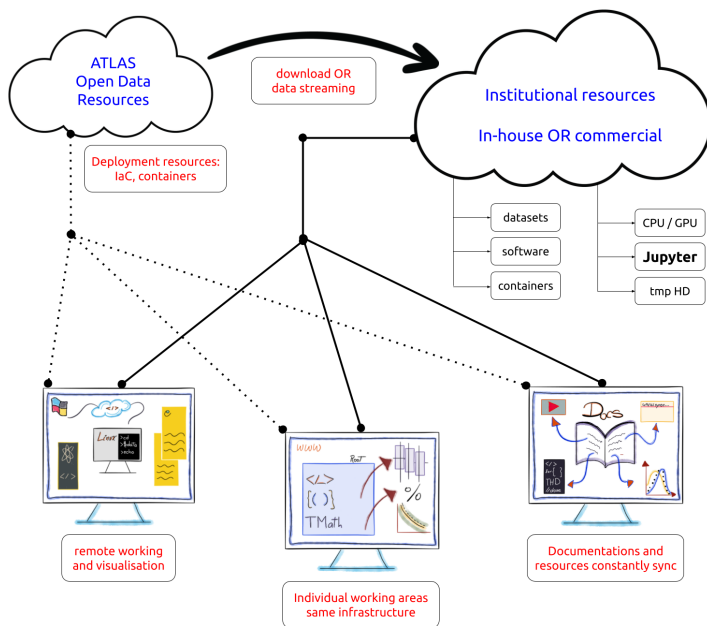 ATLAS
Open Data
Resources
download OR
data streaming
Institutional resources
In-house OR commercial
Deployment resources:
IaC, containers
datasets
software
containers
CPU / GPU
Jupyter
tmp HD
</>
Linux
</>
WWW
ROOT
</>
{()}
TMath
%
Docs
</>
THD
remote working
and visualisation
Individual working areas
same infrastructure
Documentations and
resources constantly sync